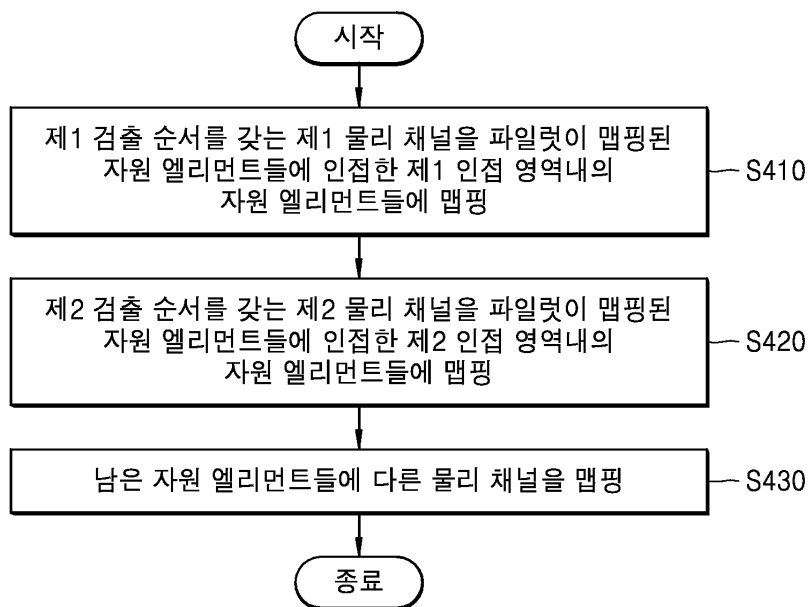 시작
제1 검출 순서를 갖는 제1 물리 채널을 파일럿이 맵핑된
자원 엘리먼트들에 인접한 제1 인접 영역내의
자원 엘리먼트들에 맵핑
S410
제2 검출 순서를 갖는 제2 물리 채널을 파일럿이 맵핑된
자원 엘리먼트들에 인접한 제2 인접 영역내의
자원 엘리먼트들에 맵핑
S420
남은 자원 엘리먼트들에 다른 물리 채널을 맵핑
S430
종료